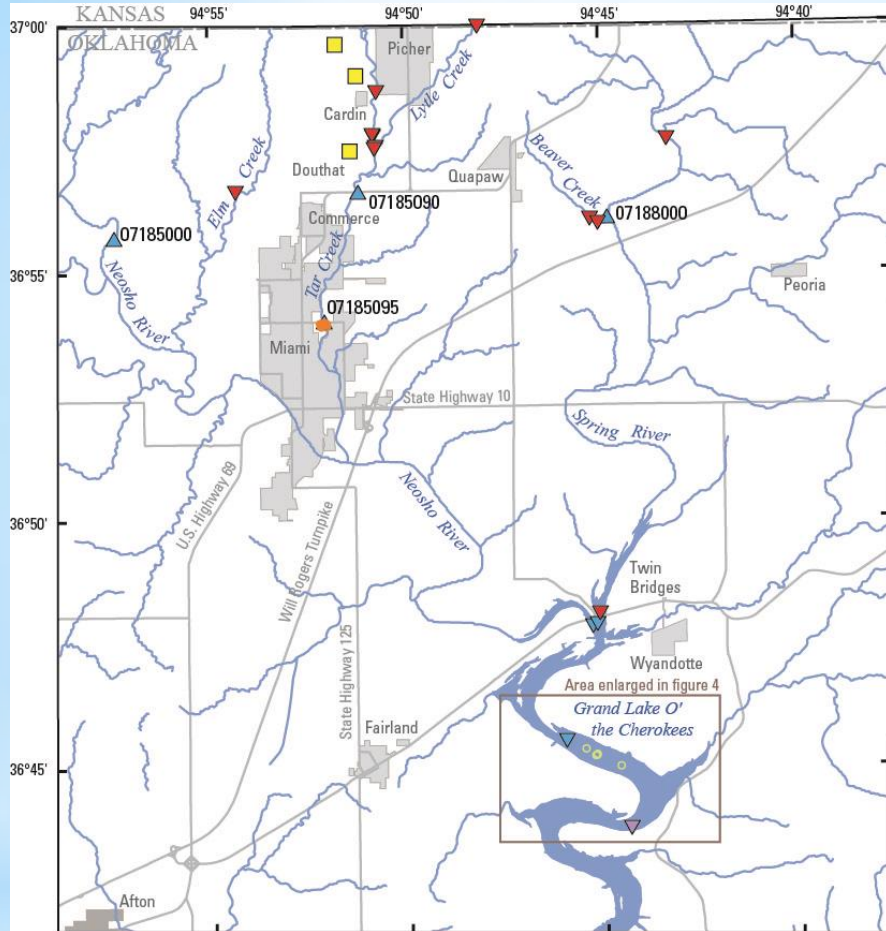 94°55' 94°50' 94°45' 94°40'
KANSAS
37°00'
OKLAHOMA
Picher
Lytle Creek
Cardin
Douthat
Quapaw
Beaver Creek
Elm Creek
07185090
07188000
Commerce
07185000
36°55'
Tar Creek
Peoria
Neosho River
07185095
Miami
State Highway 10
Spring River
U.S. Highway 69
Neosho River
36°50'
Will Rogers Turnpike
Twin
Bridges
State Highway 125
Wyandotte
Area enlarged in figure 4
Grand Lake O'
the Cherokees
Fairland
36°45'
Afton